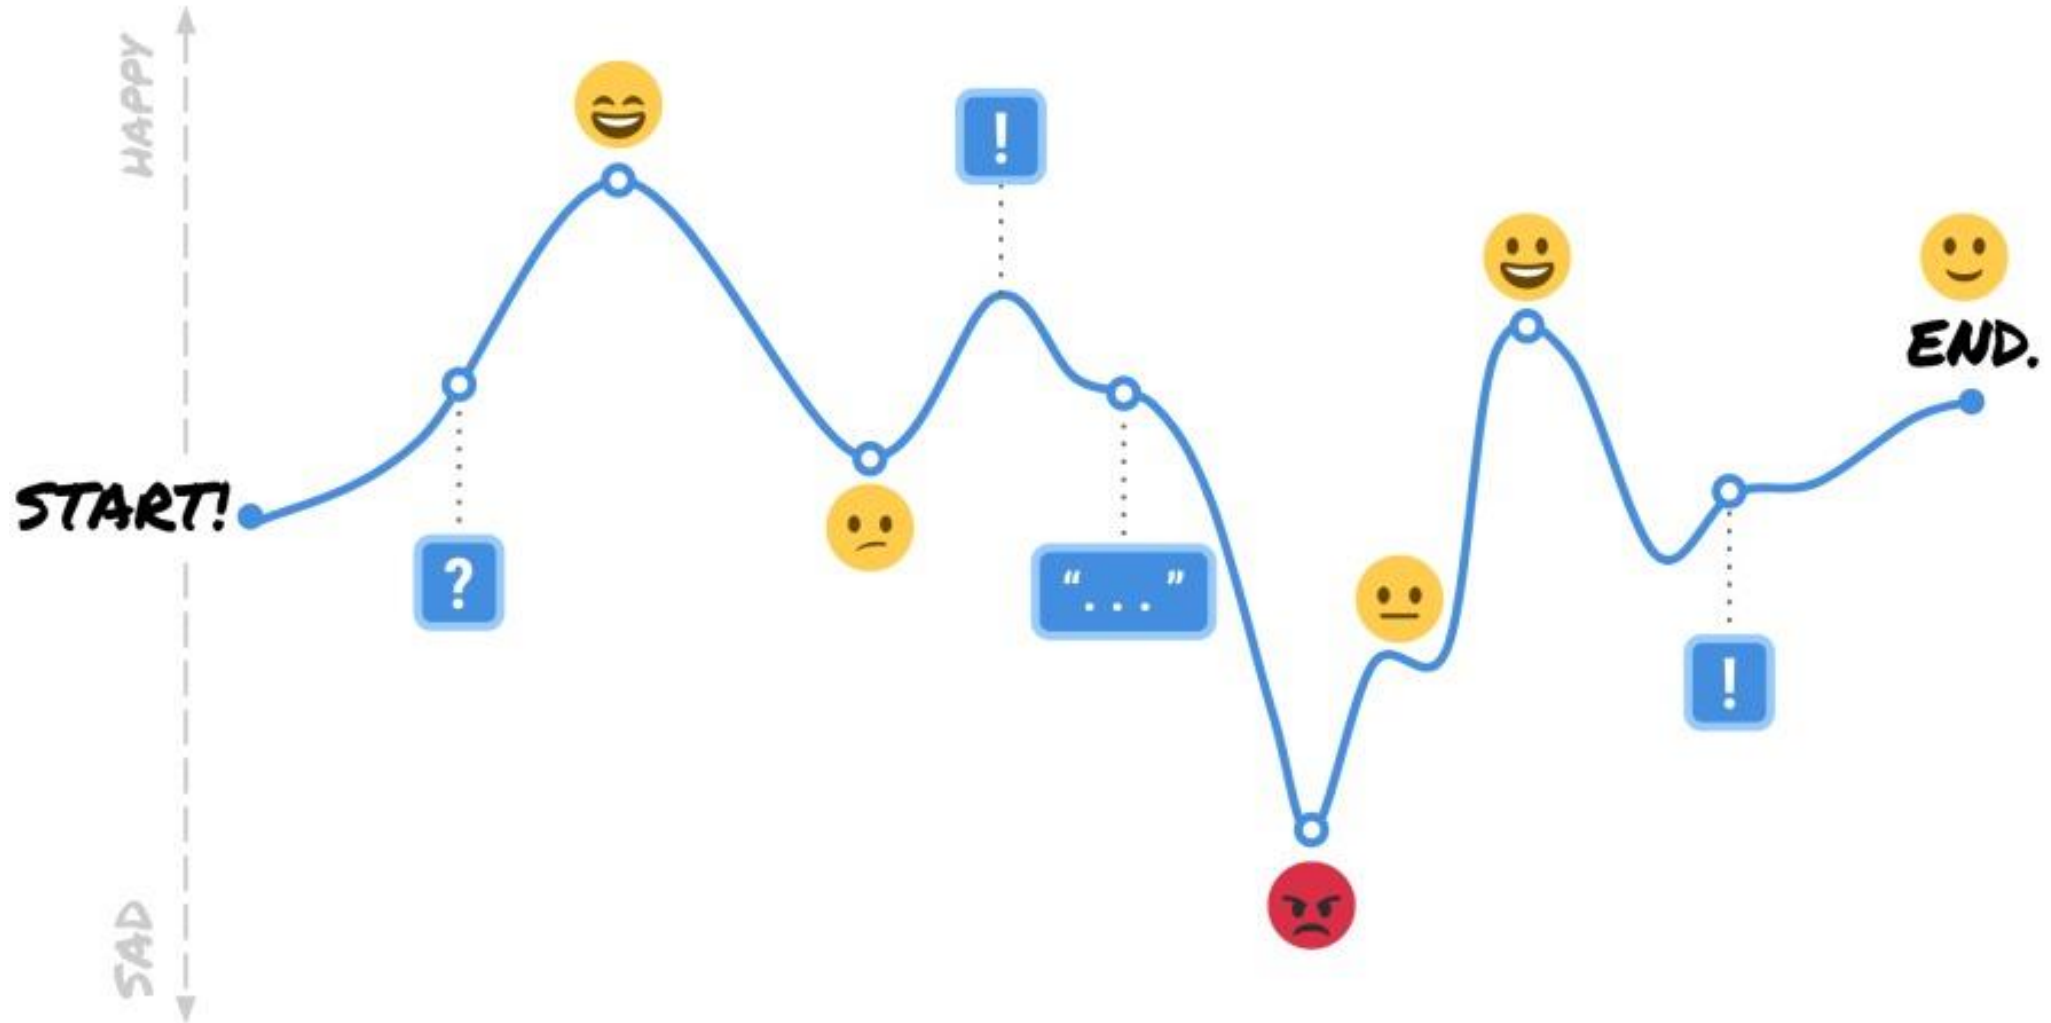 HAPPY
!
END.
START!
?
“...”
!
SAD